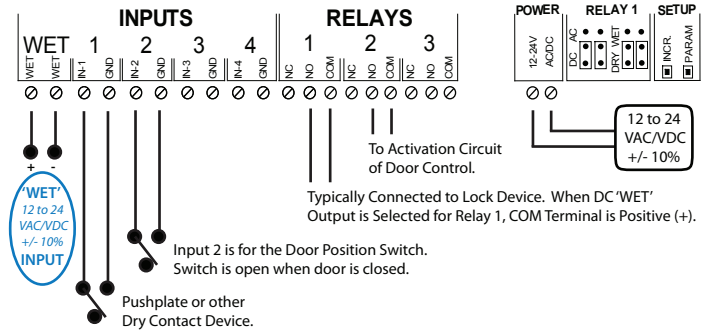 INPUTS
RELAYS
POWER
RELAY 1
SETUP
WET 1 2 3 4
1 2 3
WET
WET
IN-1
GND
IN-2
GND
IN-3
GND
IN-4
GND
NC
NO
COM
NC
NO
COM
NC
NO
COM
12-24V
AC/DC
DC AC
DRY WET
INCR.
PARAM
+ -
'WET'
12 to 24
VAC/VDC
+/- 10%
INPUT
12 to 24
VAC/VDC
+/- 10%
To Activation Circuit
of Door Control.
Typically Connected to Lock Device. When DC 'WET'
Output is Selected for Relay 1, COM Terminal is Positive (+).
Input 2 is for the Door Position Switch.
Switch is open when door is closed.
Pushplate or other
Dry Contact Device.